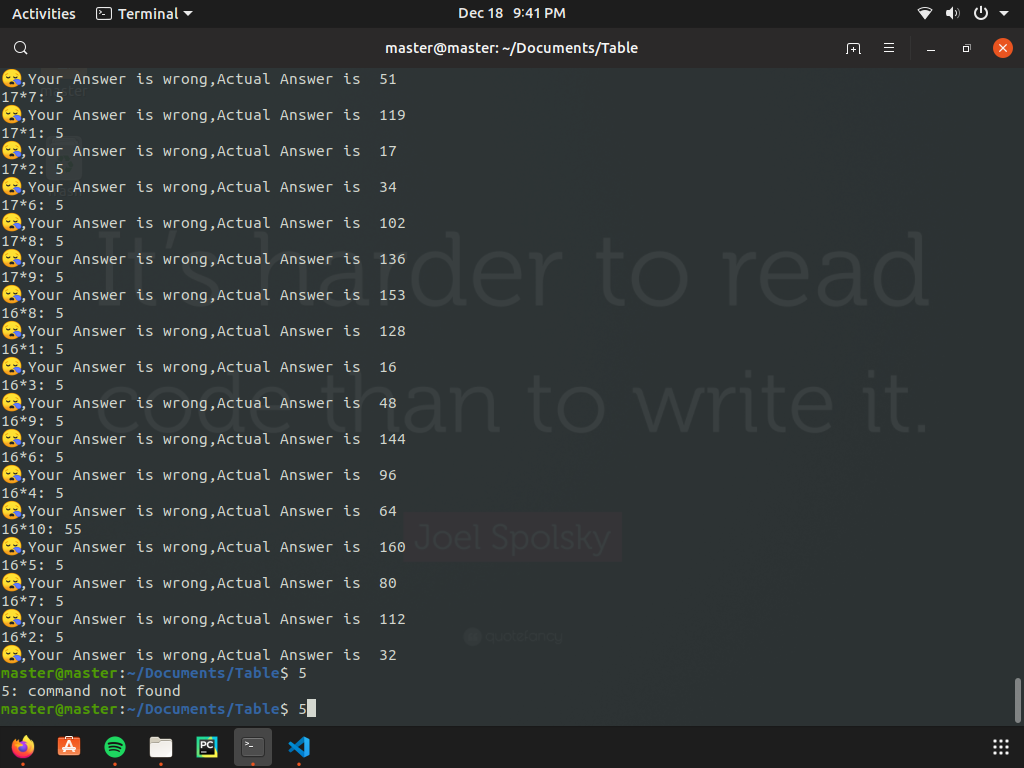 Activities Terminal Dec 18 9:41 PM
master@master: ~/Documents/Table
😪,Your Answer is wrong,Actual Answer is  51
17*7: 5
😪,Your Answer is wrong,Actual Answer is  119
17*1: 5
😪,Your Answer is wrong,Actual Answer is  17
17*2: 5
😪,Your Answer is wrong,Actual Answer is  34
17*6: 5
😪,Your Answer is wrong,Actual Answer is  102
17*8: 5
😪,Your Answer is wrong,Actual Answer is  136
17*9: 5
😪,Your Answer is wrong,Actual Answer is  153
16*8: 5
😪,Your Answer is wrong,Actual Answer is  128
16*1: 5
😪,Your Answer is wrong,Actual Answer is  16
16*3: 5
😪,Your Answer is wrong,Actual Answer is  48
16*9: 5
😪,Your Answer is wrong,Actual Answer is  144
16*6: 5
😪,Your Answer is wrong,Actual Answer is  96
16*4: 5
😪,Your Answer is wrong,Actual Answer is  64
16*10: 55
😪,Your Answer is wrong,Actual Answer is  160
16*5: 5
😪,Your Answer is wrong,Actual Answer is  80
16*7: 5
😪,Your Answer is wrong,Actual Answer is  112
16*2: 5
😪,Your Answer is wrong,Actual Answer is  32
master@master:~/Documents/Table$ 5
5: command not found
master@master:~/Documents/Table$ 5
master
It's harder to read
code than to write it.
Joel Spolsky
quotefancy
PC